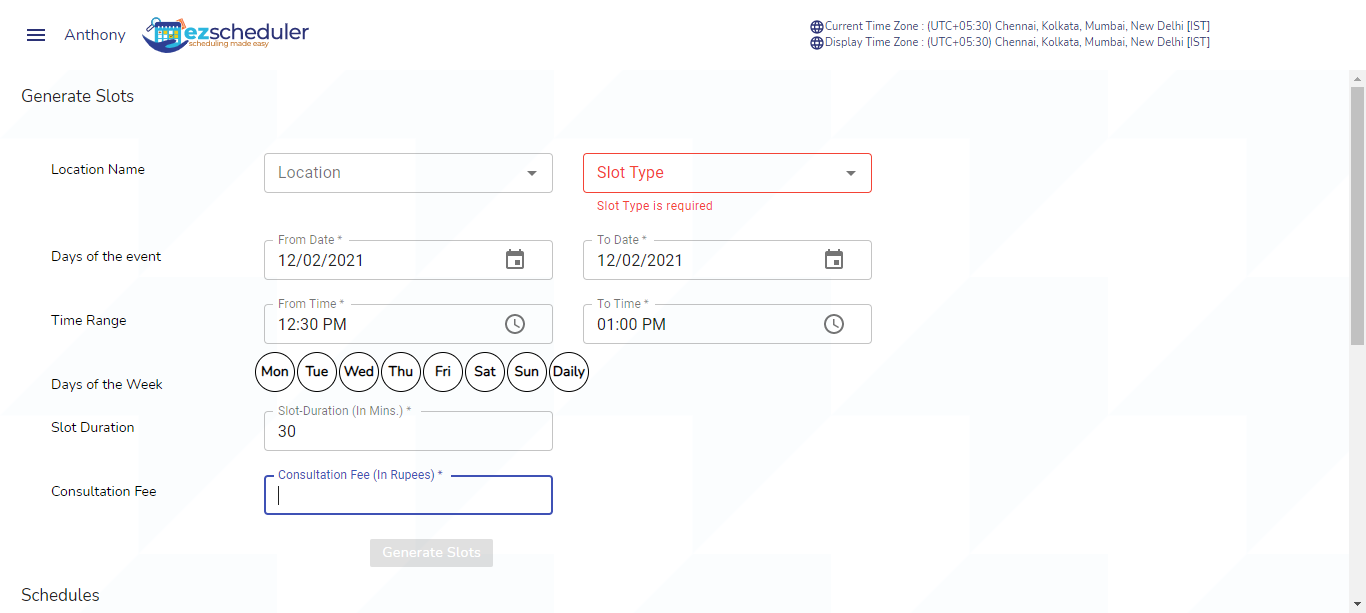 Anthony
ezscheduler
scheduling made easy
Current Time Zone : (UTC+05:30) Chennai, Kolkata, Mumbai, New Delhi [IST]
Display Time Zone : (UTC+05:30) Chennai, Kolkata, Mumbai, New Delhi [IST]
Generate Slots
Location Name
Location
Slot Type
Slot Type is required
Days of the event
From Date *
12/02/2021
To Date *
12/02/2021
Time Range
From Time *
12:30 PM
To Time *
01:00 PM
Days of the Week
Mon Tue Wed Thu Fri Sat Sun Daily
Slot Duration
Slot-Duration (In Mins.) *
30
Consultation Fee
Consultation Fee (In Rupees) *
Generate Slots
Schedules